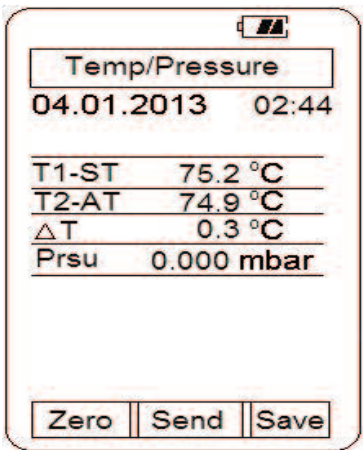 Temp/Pressure
04.01.2013 02:44
T1-ST 75.2 °C
T2-AT 74.9 °C
△T 0.3 °C
Prsu 0.000 mbar
Zero Send Save